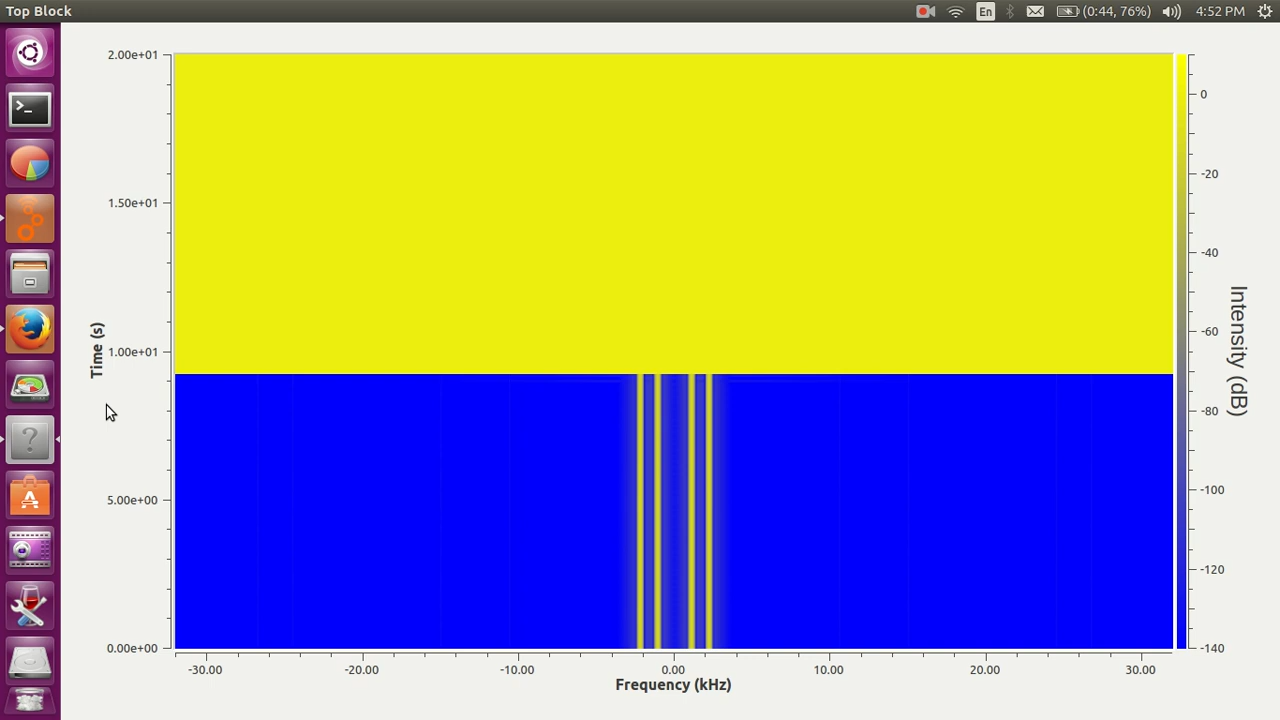 Top Block
En
(0:44, 76%)
4:52 PM
2.00e+01
1.50e+01
1.00e+01
5.00e+00
0.00e+00
Time (s)
-30.00 -20.00 -10.00 0.00 10.00 20.00 30.00
Frequency (kHz)
0
-20
-40
-60
-80
-100
-120
-140
Intensity (dB)